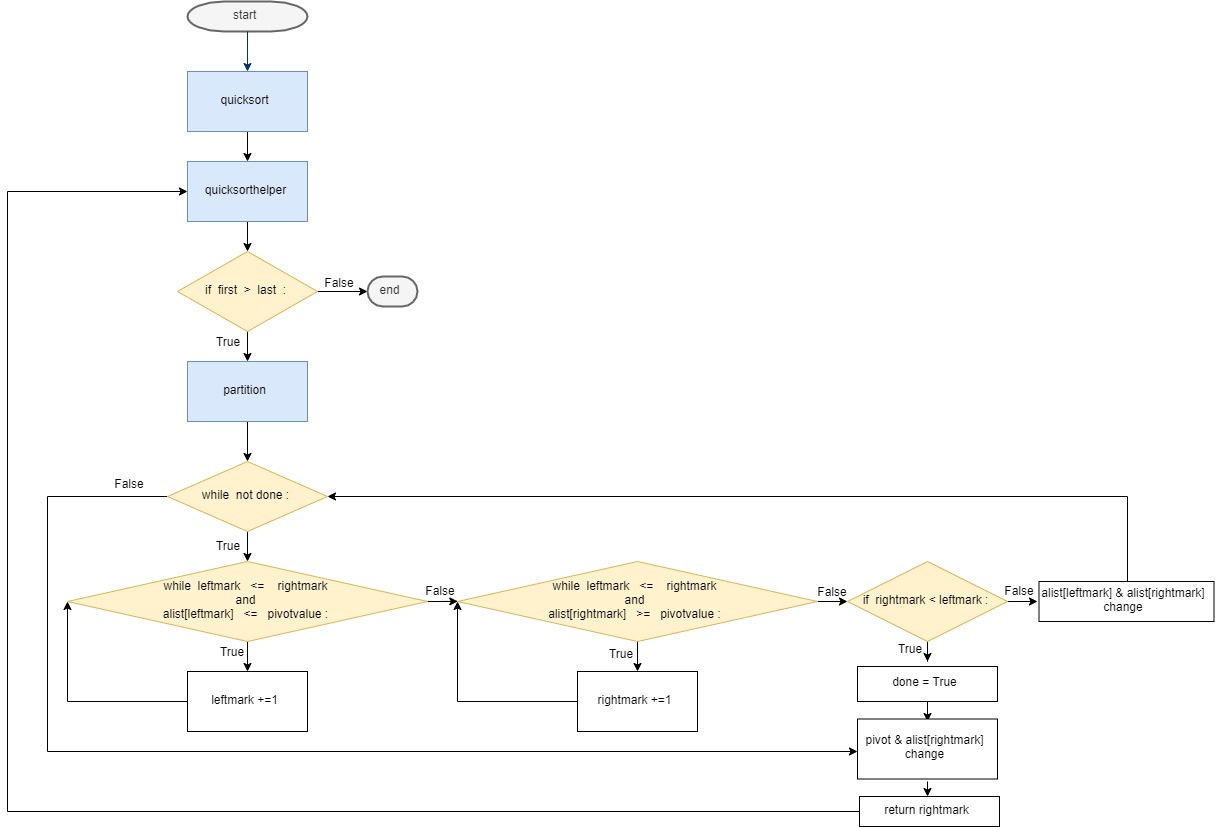 start
quicksort
quicksorthelper
if first > last :
False
end
True
partition
False
while not done :
True
while leftmark <= rightmark
and
alist[leftmark] <= pivotvalue :
False
while leftmark <= rightmark
and
alist[rightmark] >= pivotvalue :
False
if rightmark < leftmark :
False
alist[leftmark] & alist[rightmark]
change
True
True
True
leftmark +=1
rightmark +=1
done = True
pivot & alist[rightmark]
change
return rightmark